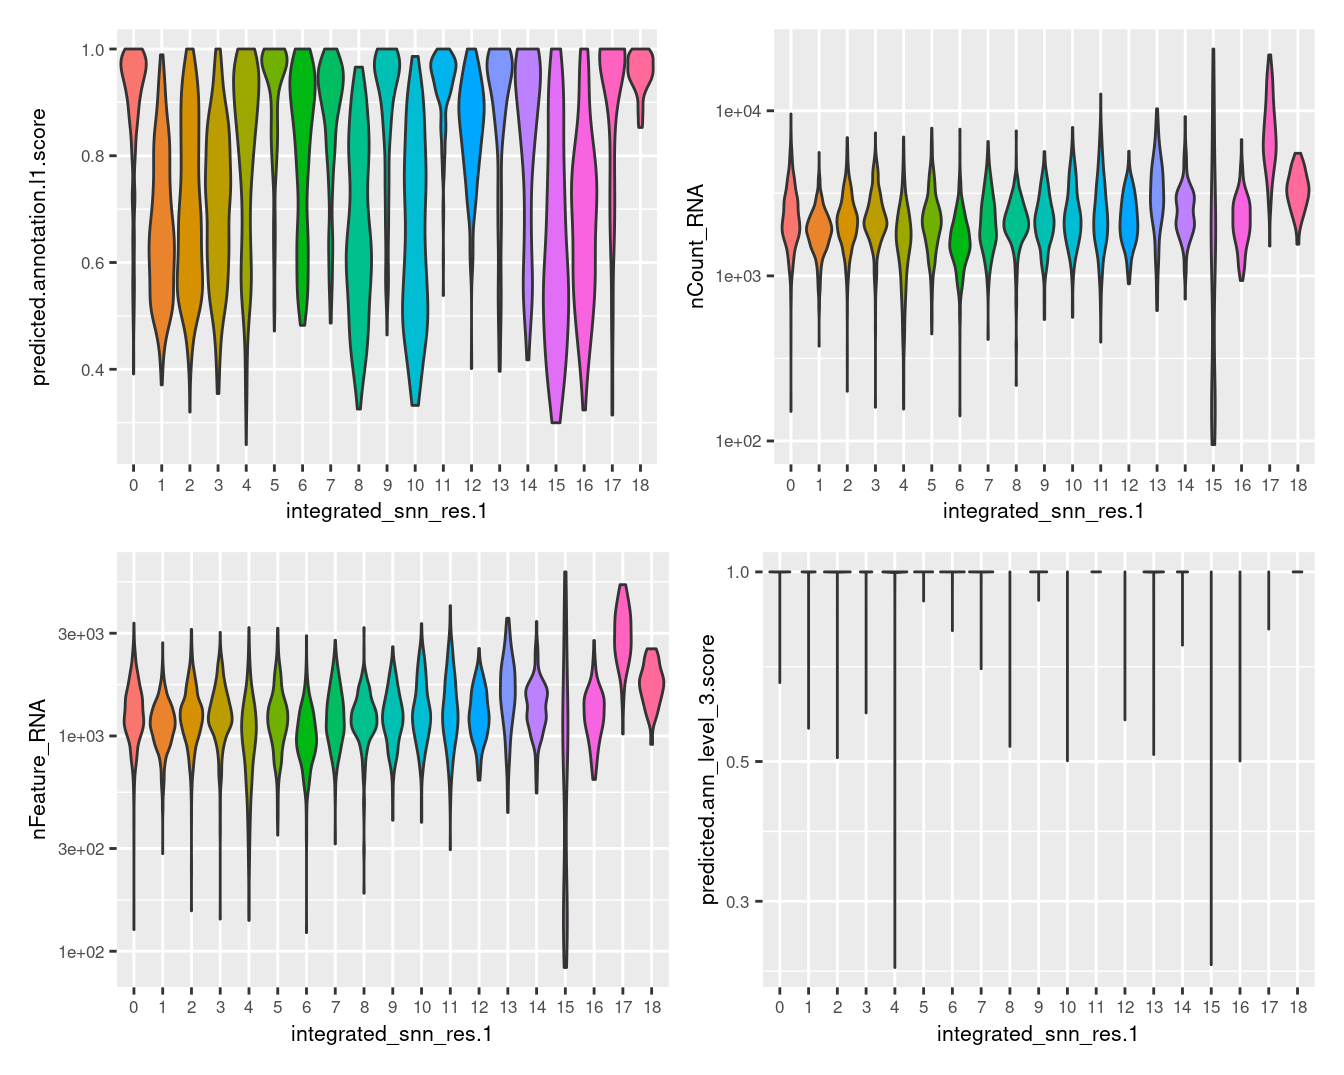 predicted.annotation.l1.score
1.0
0.8
0.6
0.4
0 1 2 3 4 5 6 7 8 9 10 11 12 13 14 15 16 17 18
integrated_snn_res.1
nCount_RNA
1e+04
1e+03
1e+02
0 1 2 3 4 5 6 7 8 9 10 11 12 13 14 15 16 17 18
integrated_snn_res.1
nFeature_RNA
3e+03
1e+03
3e+02
1e+02
0 1 2 3 4 5 6 7 8 9 10 11 12 13 14 15 16 17 18
integrated_snn_res.1
predicted.ann_level_3.score
1.0
0.5
0.3
0 1 2 3 4 5 6 7 8 9 10 11 12 13 14 15 16 17 18
integrated_snn_res.1